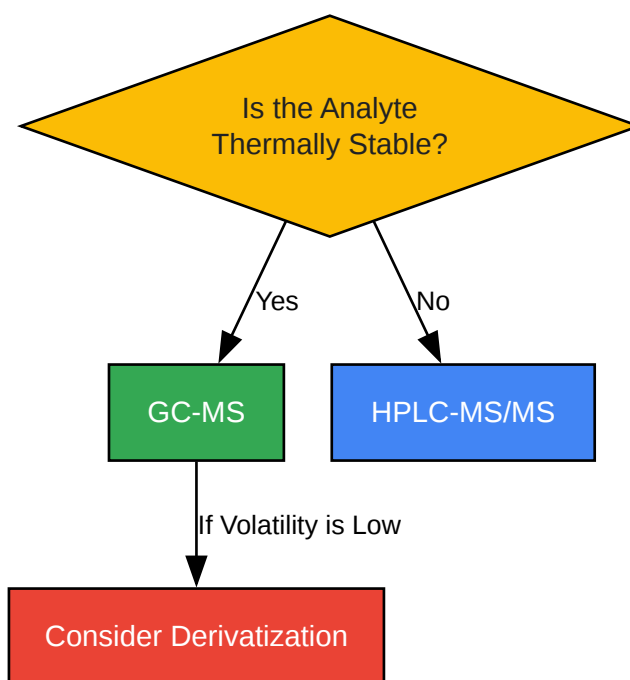 Is the Analyte
Thermally Stable?
Yes
No
GC-MS
HPLC-MS/MS
If Volatility is Low
Consider Derivatization